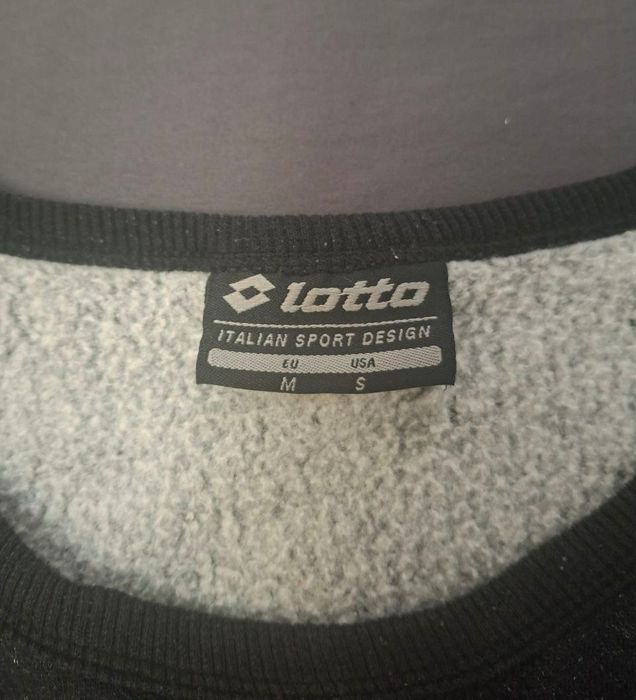 lotto
ITALIAN SPORT DESIGN
EU USA
M S